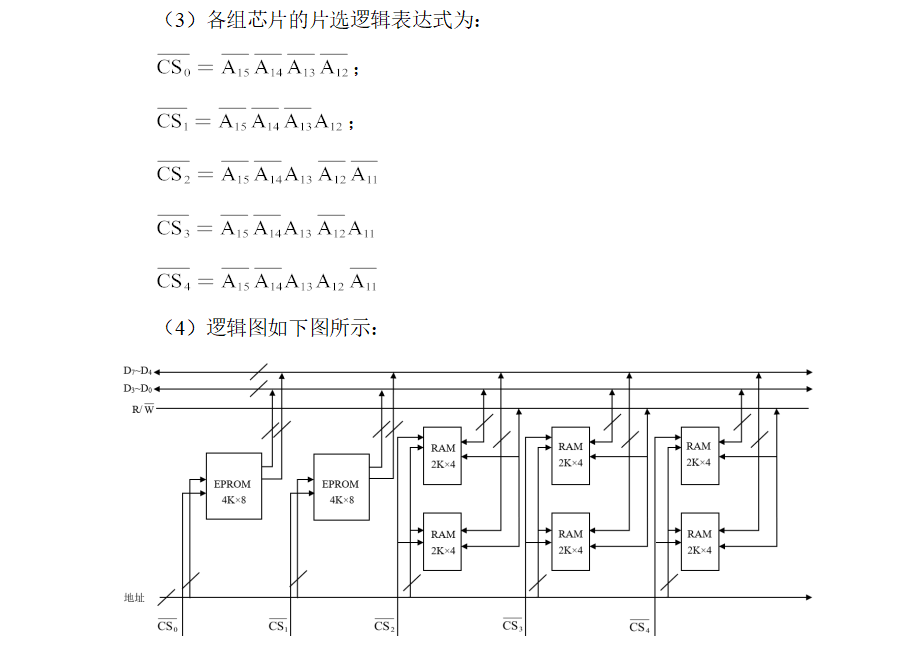 （3）各组芯片的片选逻辑表达式为：
$\overline{CS_0} = \overline{A_{15}}\,\overline{A_{14}}\,\overline{A_{13}}\,\overline{A_{12}}$；
$\overline{CS_1} = \overline{A_{15}}\,\overline{A_{14}}\,\overline{A_{13}}A_{12}$；
$\overline{CS_2} = \overline{A_{15}}\,\overline{A_{14}}A_{13}\,\overline{A_{12}}\,\overline{A_{11}}$
$\overline{CS_3} = \overline{A_{15}}\,\overline{A_{14}}A_{13}\,\overline{A_{12}}A_{11}$
$\overline{CS_4} = \overline{A_{15}}\,\overline{A_{14}}A_{13}A_{12}\,\overline{A_{11}}$
（4）逻辑图如下图所示：
D₇~D₄
D₃~D₀
R/$\overline{W}$
EPROM
4K×8
EPROM
4K×8
RAM
2K×4
RAM
2K×4
RAM
2K×4
RAM
2K×4
RAM
2K×4
RAM
2K×4
地址
$\overline{CS_0}$ $\overline{CS_1}$ $\overline{CS_2}$ $\overline{CS_3}$ $\overline{CS_4}$